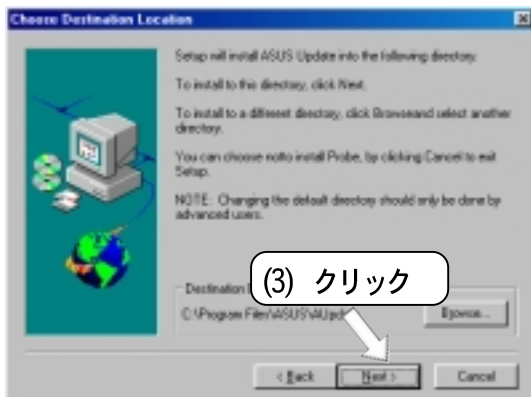 Choose Destination Location
Setup will install ASUS Update into the following directory.
To install to this directory, click Next.
To install to a different directory, click Browseand select another
directory.
You can choose notto install Probe, by clicking Cancel to exit
Setup.
NOTE: Changing the default directory should only be done by
advanced users.
(3) クリック
Destination
C:\Program Files\ASUS\AUpd
Browse...
< Back
Next >
Cancel